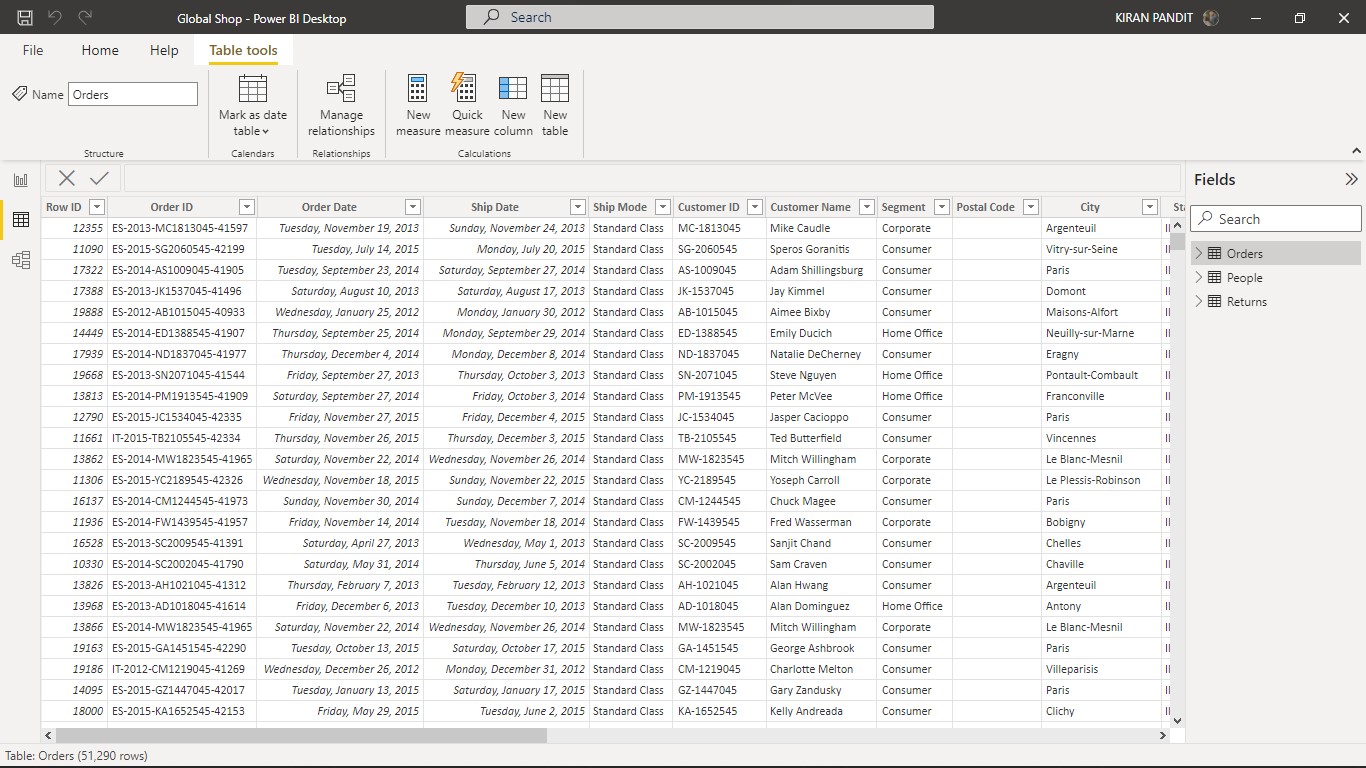 Global Shop - Power BI Desktop
Search
KIRAN PANDIT
File Home Help Table tools
Name Orders
Mark as date table
Manage relationships
New measure
Quick measure
New column
New table
Structure Calendars Relationships Calculations
Row ID Order ID Order Date Ship Date Ship Mode Customer ID Customer Name Segment Postal Code City
12355 ES-2013-MC1813045-41597 Tuesday, November 19, 2013 Sunday, November 24, 2013 Standard Class MC-1813045 Mike Caudle Corporate Argenteuil
11090 ES-2015-SG2060545-42199 Tuesday, July 14, 2015 Monday, July 20, 2015 Standard Class SG-2060545 Speros Goranitis Consumer Vitry-sur-Seine
17322 ES-2014-AS1009045-41905 Tuesday, September 23, 2014 Saturday, September 27, 2014 Standard Class AS-1009045 Adam Shillingsburg Consumer Paris
17388 ES-2013-JK1537045-41496 Saturday, August 10, 2013 Saturday, August 17, 2013 Standard Class JK-1537045 Jay Kimmel Consumer Domont
19888 ES-2012-AB1015045-40933 Wednesday, January 25, 2012 Monday, January 30, 2012 Standard Class AB-1015045 Aimee Bixby Consumer Maisons-Alfort
14449 ES-2014-ED1388545-41907 Thursday, September 25, 2014 Monday, September 29, 2014 Standard Class ED-1388545 Emily Ducich Home Office Neuilly-sur-Marne
17939 ES-2014-ND1837045-41977 Thursday, December 4, 2014 Monday, December 8, 2014 Standard Class ND-1837045 Natalie DeCherney Consumer Eragny
19668 ES-2013-SN2071045-41544 Friday, September 27, 2013 Thursday, October 3, 2013 Standard Class SN-2071045 Steve Nguyen Home Office Pontault-Combault
13813 ES-2014-PM1913545-41909 Saturday, September 27, 2014 Friday, October 3, 2014 Standard Class PM-1913545 Peter McVee Home Office Franconville
12790 ES-2015-JC1534045-42335 Friday, November 27, 2015 Friday, December 4, 2015 Standard Class JC-1534045 Jasper Cacioppo Consumer Paris
11661 IT-2015-TB2105545-42334 Thursday, November 26, 2015 Thursday, December 3, 2015 Standard Class TB-2105545 Ted Butterfield Consumer Vincennes
13862 ES-2014-MW1823545-41965 Saturday, November 22, 2014 Wednesday, November 26, 2014 Standard Class MW-1823545 Mitch Willingham Corporate Le Blanc-Mesnil
11306 ES-2015-YC2189545-42326 Wednesday, November 18, 2015 Sunday, November 22, 2015 Standard Class YC-2189545 Yoseph Carroll Corporate Le Plessis-Robinson
16137 ES-2014-CM1244545-41973 Sunday, November 30, 2014 Sunday, December 7, 2014 Standard Class CM-1244545 Chuck Magee Consumer Paris
11936 ES-2014-FW1439545-41957 Friday, November 14, 2014 Tuesday, November 18, 2014 Standard Class FW-1439545 Fred Wasserman Corporate Bobigny
16528 ES-2013-SC2009545-41391 Saturday, April 27, 2013 Wednesday, May 1, 2013 Standard Class SC-2009545 Sanjit Chand Consumer Chelles
10330 ES-2014-SC2002045-41790 Saturday, May 31, 2014 Thursday, June 5, 2014 Standard Class SC-2002045 Sam Craven Consumer Chaville
13826 ES-2013-AH1021045-41312 Thursday, February 7, 2013 Tuesday, February 12, 2013 Standard Class AH-1021045 Alan Hwang Consumer Argenteuil
13968 ES-2013-AD1018045-41614 Friday, December 6, 2013 Tuesday, December 10, 2013 Standard Class AD-1018045 Alan Dominguez Home Office Antony
13866 ES-2014-MW1823545-41965 Saturday, November 22, 2014 Wednesday, November 26, 2014 Standard Class MW-1823545 Mitch Willingham Corporate Le Blanc-Mesnil
19163 ES-2015-GA1451545-42290 Tuesday, October 13, 2015 Saturday, October 17, 2015 Standard Class GA-1451545 George Ashbrook Consumer Paris
19186 IT-2012-CM1219045-41269 Wednesday, December 26, 2012 Monday, December 31, 2012 Standard Class CM-1219045 Charlotte Melton Consumer Villeparisis
14095 ES-2015-GZ1447045-42017 Tuesday, January 13, 2015 Saturday, January 17, 2015 Standard Class GZ-1447045 Gary Zandusky Consumer Paris
18000 ES-2015-KA1652545-42153 Friday, May 29, 2015 Tuesday, June 2, 2015 Standard Class KA-1652545 Kelly Andreada Consumer Clichy
Fields
Search
Orders
People
Returns
Table: Orders (51,290 rows)